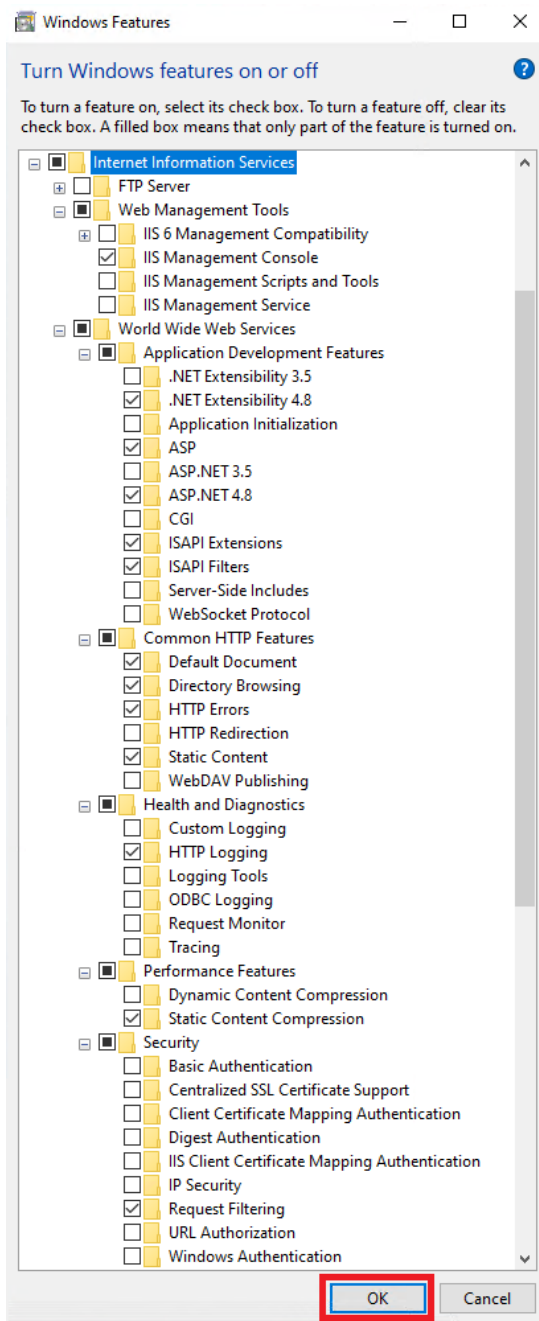 Windows Features
Turn Windows features on or off
?
To turn a feature on, select its check box. To turn a feature off, clear its
check box. A filled box means that only part of the feature is turned on.
Internet Information Services
FTP Server
Web Management Tools
IIS 6 Management Compatibility
IIS Management Console
IIS Management Scripts and Tools
IIS Management Service
World Wide Web Services
Application Development Features
.NET Extensibility 3.5
.NET Extensibility 4.8
Application Initialization
ASP
ASP.NET 3.5
ASP.NET 4.8
CGI
ISAPI Extensions
ISAPI Filters
Server-Side Includes
WebSocket Protocol
Common HTTP Features
Default Document
Directory Browsing
HTTP Errors
HTTP Redirection
Static Content
WebDAV Publishing
Health and Diagnostics
Custom Logging
HTTP Logging
Logging Tools
ODBC Logging
Request Monitor
Tracing
Performance Features
Dynamic Content Compression
Static Content Compression
Security
Basic Authentication
Centralized SSL Certificate Support
Client Certificate Mapping Authentication
Digest Authentication
IIS Client Certificate Mapping Authentication
IP Security
Request Filtering
URL Authorization
Windows Authentication
OK Cancel